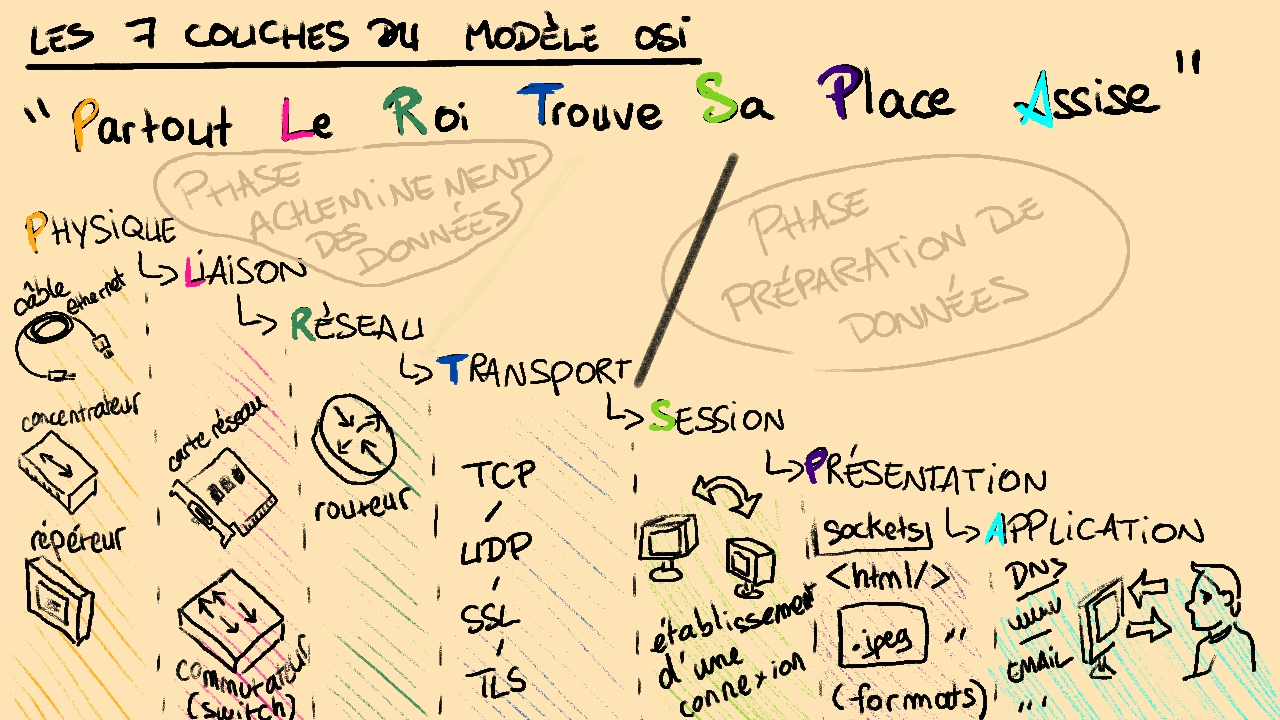 LES 7 COUCHES DU MODÈLE OSI
"Partout Le Roi Trouve Sa Place Assise"
PHASE
ACHEMINEMENT
DES
DONNÉES
PHASE
PRÉPARATION DE
DONNÉES
PHYSIQUE
câble
ethernet
concentrateur
répéteur
LIAISON
carte réseau
commutateur
(switch)
RÉSEAU
routeur
TRANSPORT
TCP
/
UDP
/
SSL
/
TLS
SESSION
établissement
d'une
connexion
PRÉSENTATION
sockets
<html/>
.jpeg
(formats)
APPLICATION
DNS
www
EMAIL
...